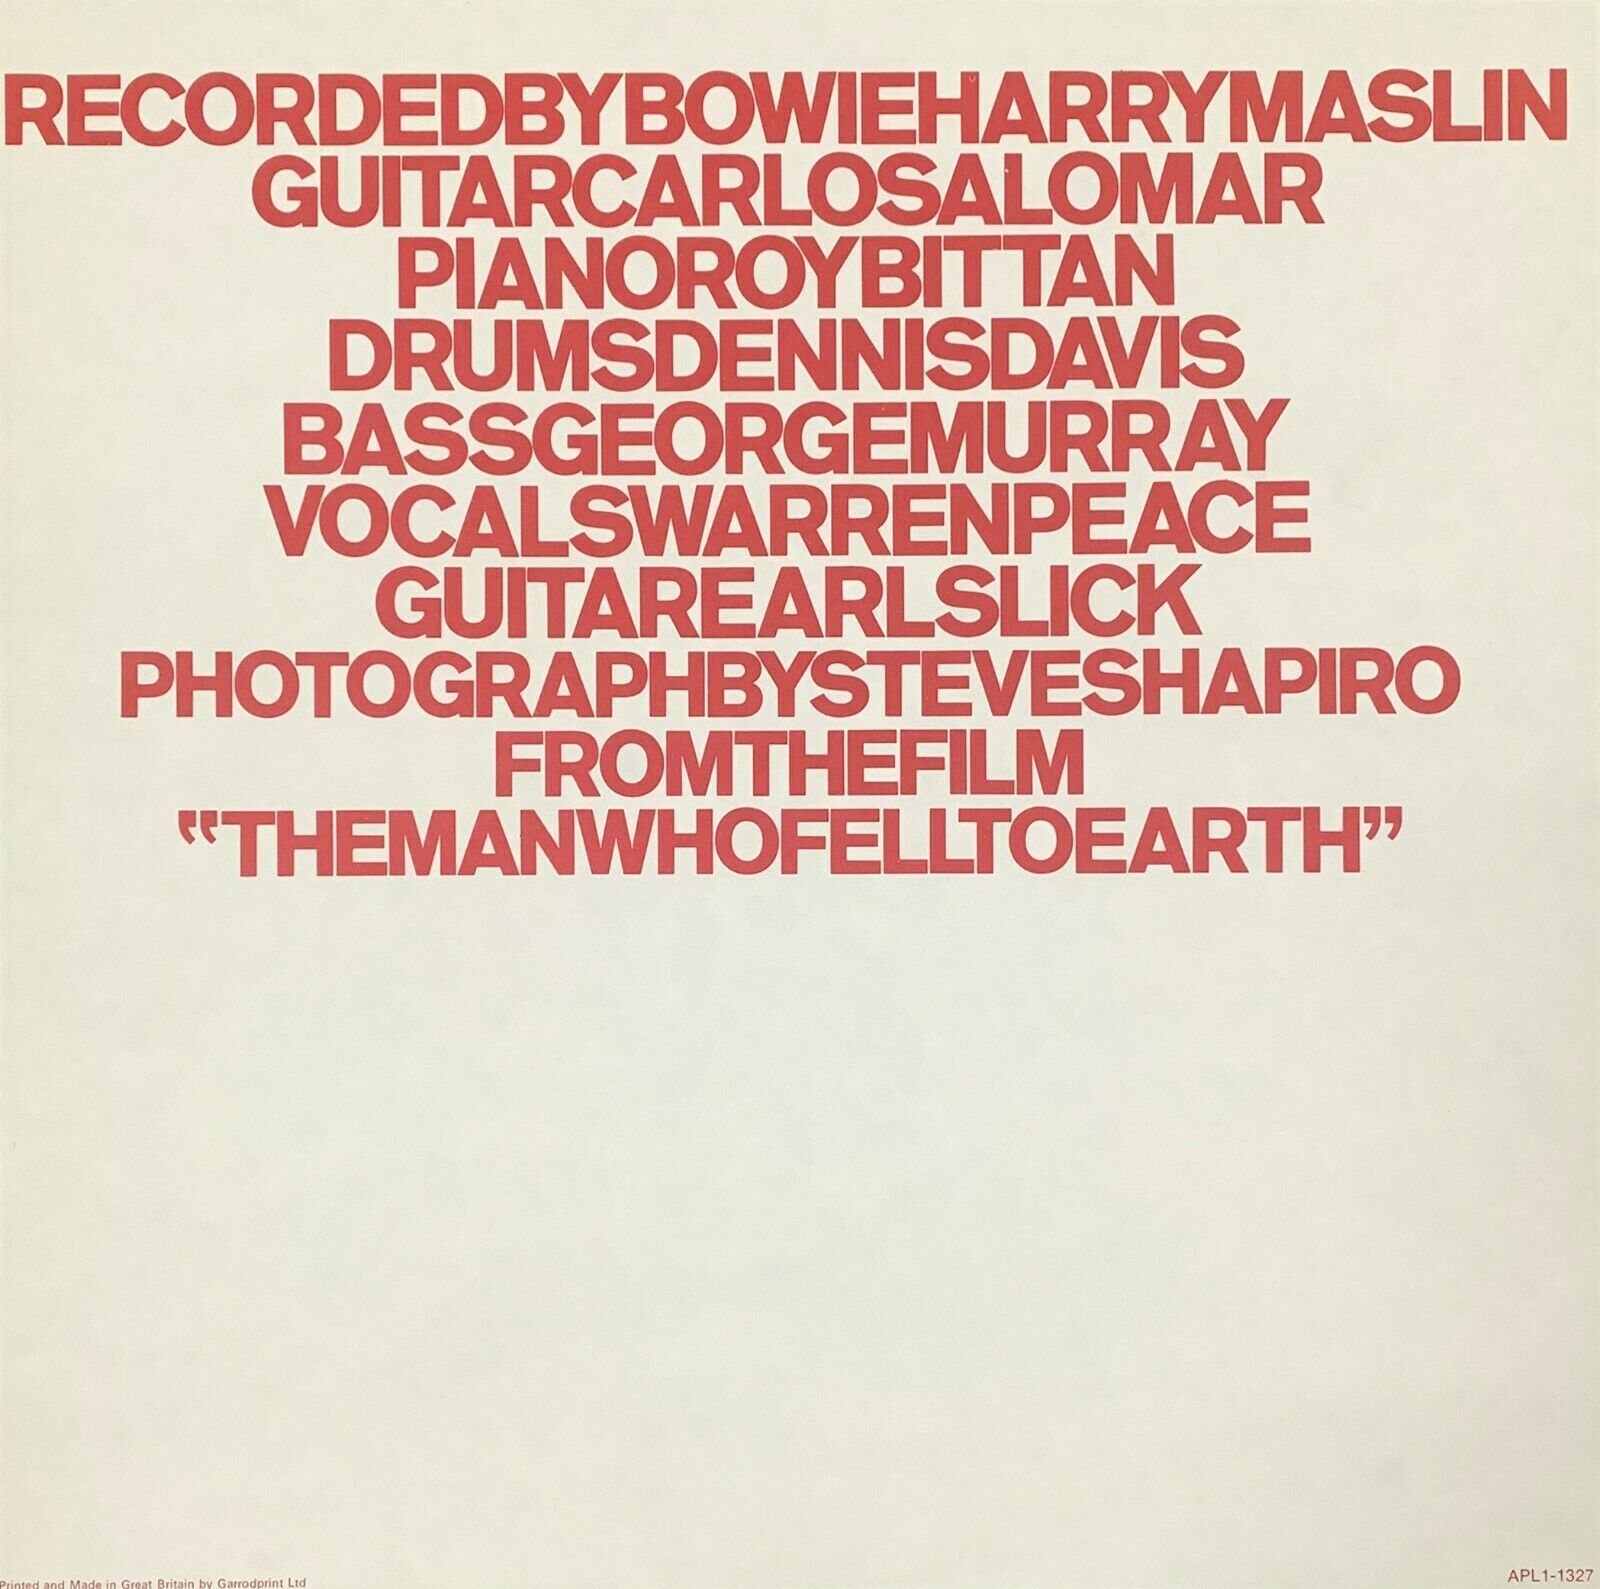 RECORDEDBYBOWIEHARRYMASLIN
GUITARCARLOSALOMAR
PIANOROYBITTAN
DRUMSDENNISDAVIS
BASSGEORGEMURRAY
VOCALSWARRENPEACE
GUITAREARLSLICK
PHOTOGRAPHBYSTEVESHAPIRO
FROMTHEFILM
“THEMANWHOFELLTOEARTH”
Printed and Made in Great Britain by Garrodprint Ltd
APL1-1327